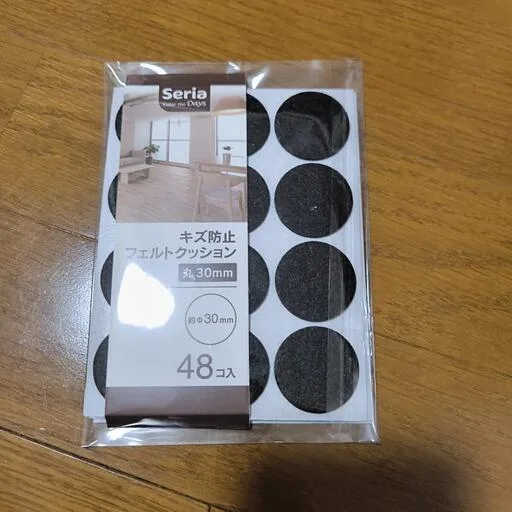 Seria
Color the Days
キズ防止
フェルトクッション
丸30mm
約Φ30mm
48コ入